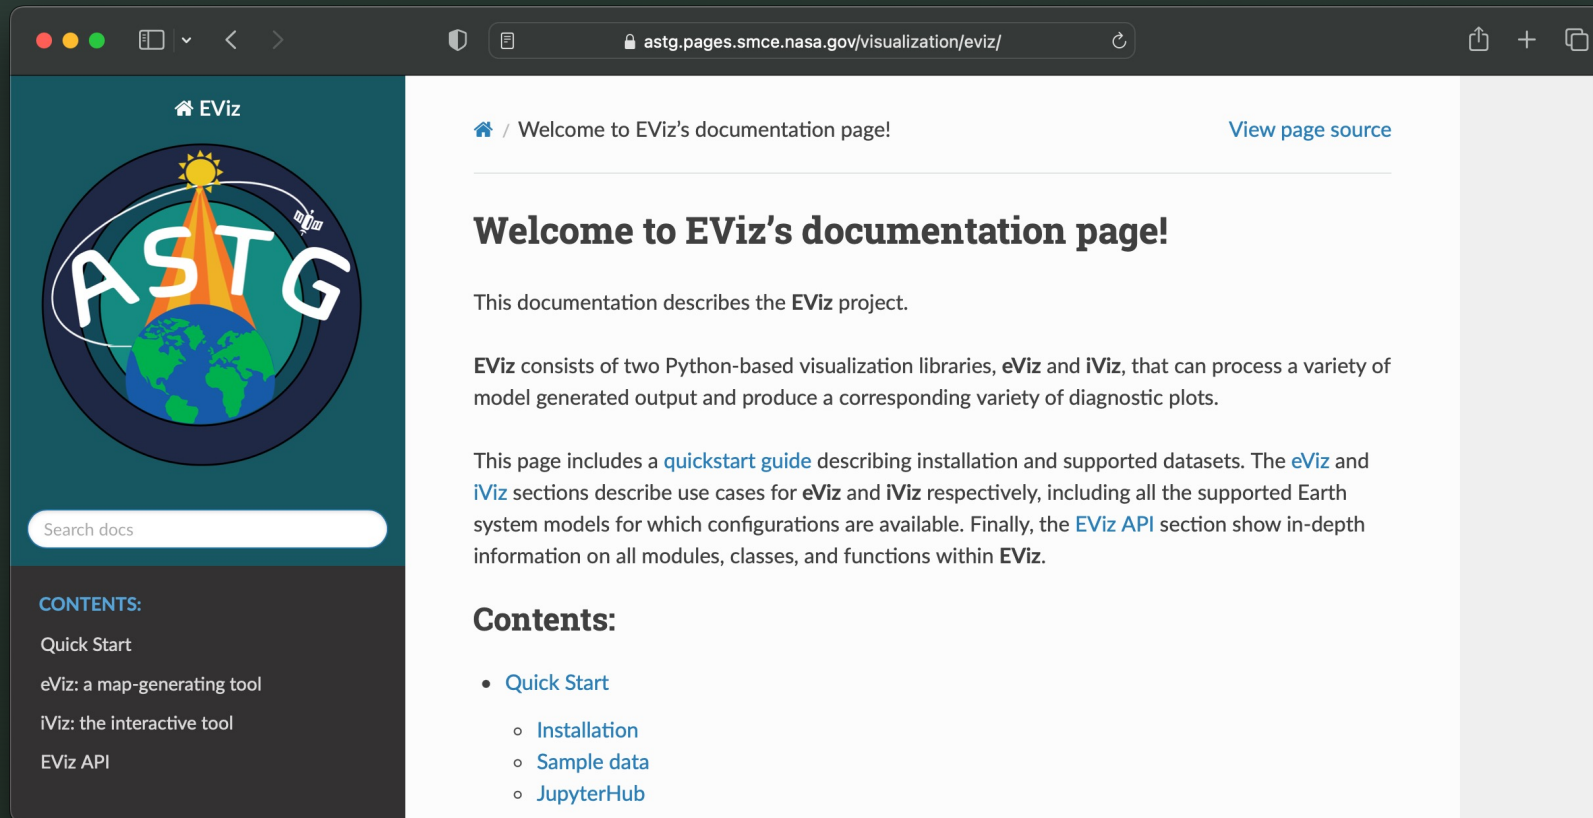 astg.pages.smce.nasa.gov/visualization/eviz/
EViz
ASTG
Search docs
CONTENTS:
Quick Start
eViz: a map-generating tool
iViz: the interactive tool
EViz API
/ Welcome to EViz’s documentation page!
View page source
Welcome to EViz’s documentation page!
This documentation describes the EViz project.
EViz consists of two Python-based visualization libraries, eViz and iViz, that can process a variety of
model generated output and produce a corresponding variety of diagnostic plots.
This page includes a quickstart guide describing installation and supported datasets. The eViz and
iViz sections describe use cases for eViz and iViz respectively, including all the supported Earth
system models for which configurations are available. Finally, the EViz API section show in-depth
information on all modules, classes, and functions within EViz.
Contents:
• Quick Start
◦ Installation
◦ Sample data
◦ JupyterHub